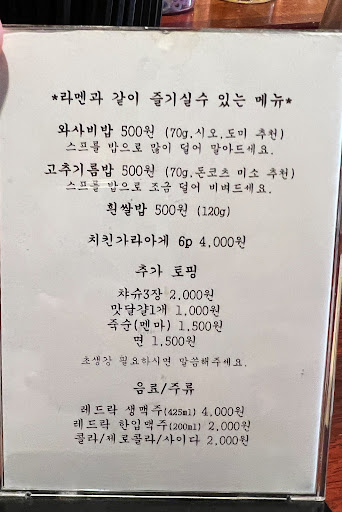 *라멘과 같이 즐기실수 있는 메뉴*
와사비밥 500원 (70g,시오,도미 추천)
스프를 밥으로 많이 덜어 말아드세요.
고추기름밥 500원 (70g,돈코츠 미소 추천)
스프를 밥으로 조금 덜어 비벼드세요.
흰쌀밥 500원 (120g)
치킨가라아게 6p 4,000원
추가 토핑
챠슈3장 2,000원
맛달걀1개 1,000원
죽순(멘마) 1,500원
면 1,500원
초생강 필요하시면 말씀해주세요.
음료/주류
레드락 생맥주(425ml) 4,000원
레드락 한입맥주(200ml) 2,000원
콜라/제로콜라/사이다 2,000원